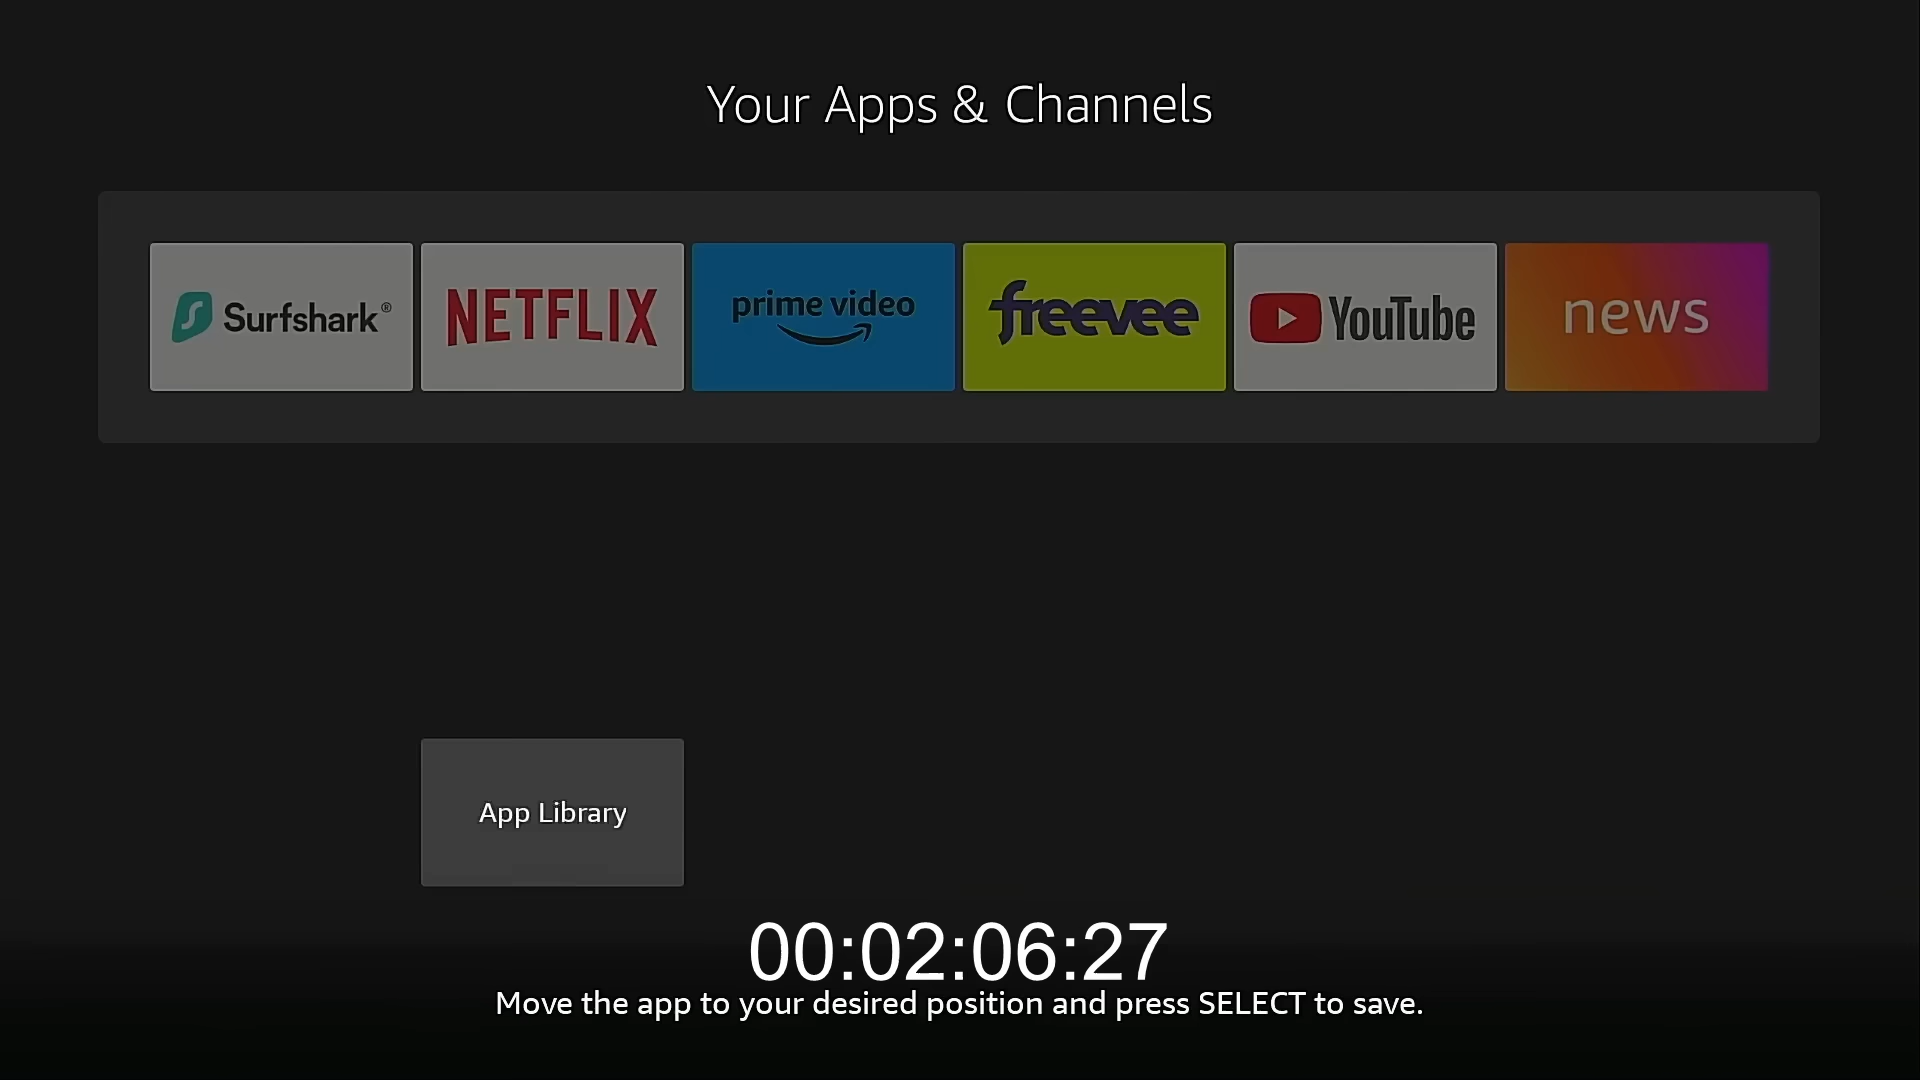 Your Apps & Channels
Surfshark®
NETFLIX
prime video
freevee
YouTube
news
App Library
00:02:06:27
Move the app to your desired position and press SELECT to save.